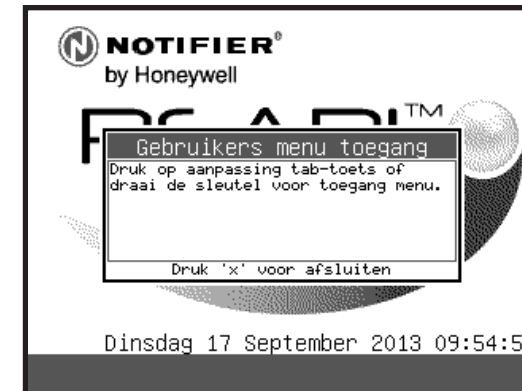 NOTIFIER®
by Honeywell
TM
Gebruikers menu toegang
Druk op aanpassing tab-toets of
draai de sleutel voor toegang menu.
Druk 'x' voor afsluiten
Dinsdag 17 September 2013 09:54:5